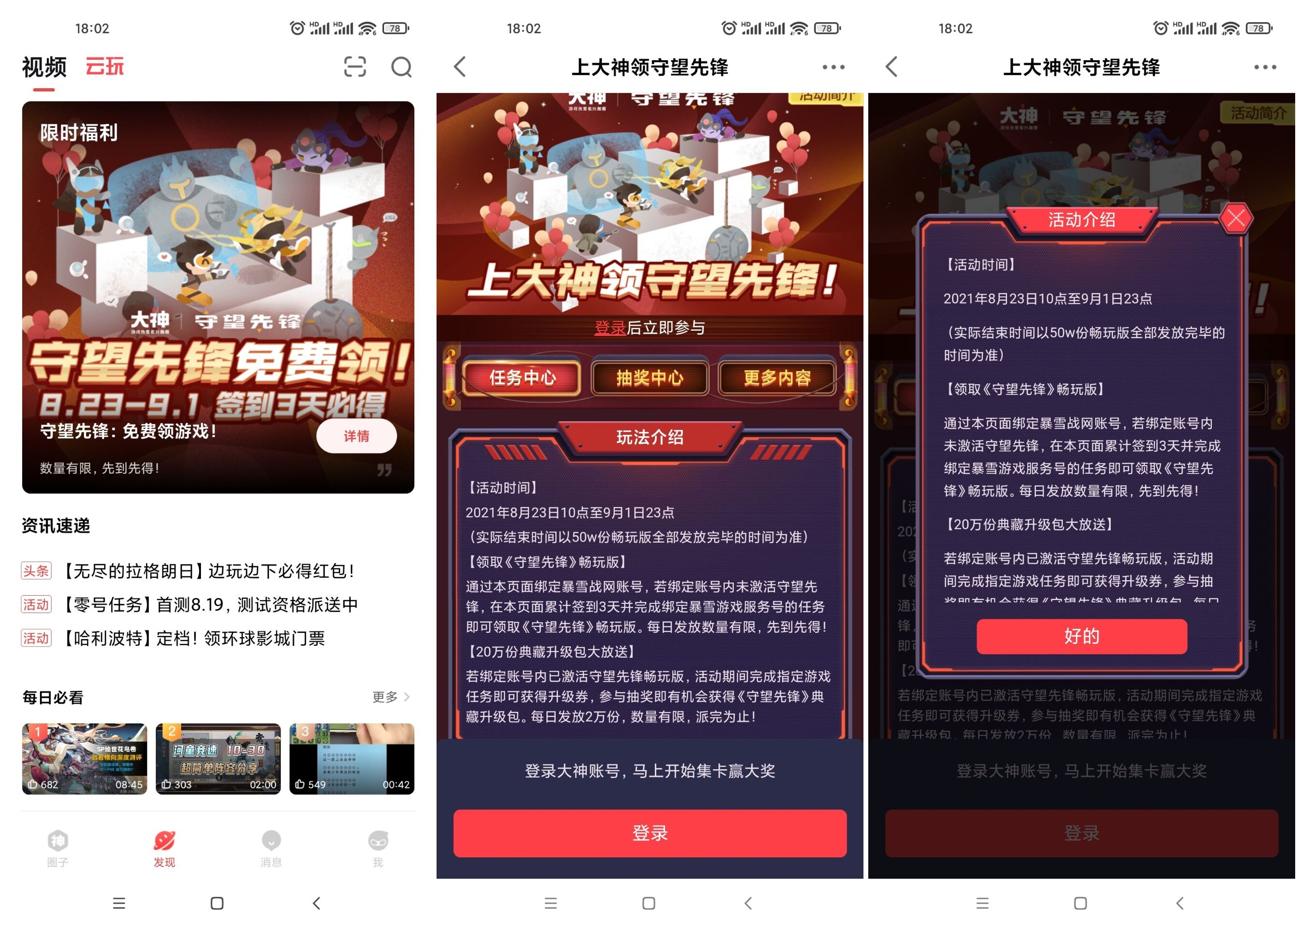 18:02
HD HD 78
视频 云玩
限时福利
大神 守望先锋
守望先锋免费领!
8.23-9.1 签到3天必得
守望先锋：免费领游戏！
详情
数量有限，先到先得！
资讯速递
头条 【无尽的拉格朗日】边玩边下必得红包！
活动 【零号任务】首测8.19，测试资格派送中
活动 【哈利波特】定档！领环球影城门票
每日必看
更多
1
SP绘世花鸟卷
682 08:45
2
河童竞速 10-30
超简单阵容分享
303 02:00
3
549 00:42
圈子
发现
消息
我
18:02
HD HD 78
上大神领守望先锋
大神 守望先锋
活动简介
上大神领守望先锋!
登录后立即参与
任务中心
抽奖中心
更多内容
玩法介绍
【活动时间】
2021年8月23日10点至9月1日23点
（实际结束时间以50w份畅玩版全部发放完毕的时间为准）
【领取《守望先锋》畅玩版】
通过本页面绑定暴雪战网账号，若绑定账号内未激活守望先
锋，在本页面累计签到3天并完成绑定暴雪游戏服务号的任务
即可领取《守望先锋》畅玩版。每日发放数量有限，先到先得！
【20万份典藏升级包大放送】
若绑定账号内已激活守望先锋畅玩版，活动期间完成指定游戏
任务即可获得升级券，参与抽奖即有机会获得《守望先锋》典
藏升级包。每日发放2万份，数量有限，派完为止！
登录大神账号，马上开始集卡赢大奖
登录
18:02
HD HD 78
上大神领守望先锋
大神 守望先锋
活动简介
活动介绍
【活动时间】
2021年8月23日10点至9月1日23点
（实际结束时间以50w份畅玩版全部发放完毕的
时间为准）
【领取《守望先锋》畅玩版】
通过本页面绑定暴雪战网账号，若绑定账号内
未激活守望先锋，在本页面累计签到3天并完成
绑定暴雪游戏服务号的任务即可领取《守望先
锋》畅玩版。每日发放数量有限，先到先得！
【20万份典藏升级包大放送】
若绑定账号内已激活守望先锋畅玩版，活动期
间完成指定游戏任务即可获得升级券，参与抽
奖即有机会获得《守望先锋》典藏升级包。每日
好的
若绑定账号内已激活守望先锋畅玩版，活动期间完成指定游戏
任务即可获得升级券，参与抽奖即有机会获得《守望先锋》典
藏升级包。每日发放2万份，数量有限，派完为止！
登录大神账号，马上开始集卡赢大奖
登录